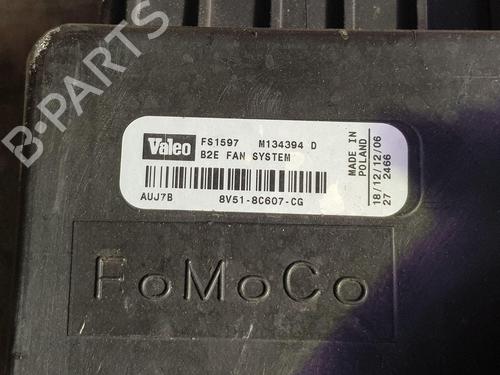 B-PARTS
Valeo
FS1597 M134394 D
B2E FAN SYSTEM
AUJ7B 8V51-8C607-CG
MADE IN
POLAND
18/12/12/06
27 2466
FoMoCo